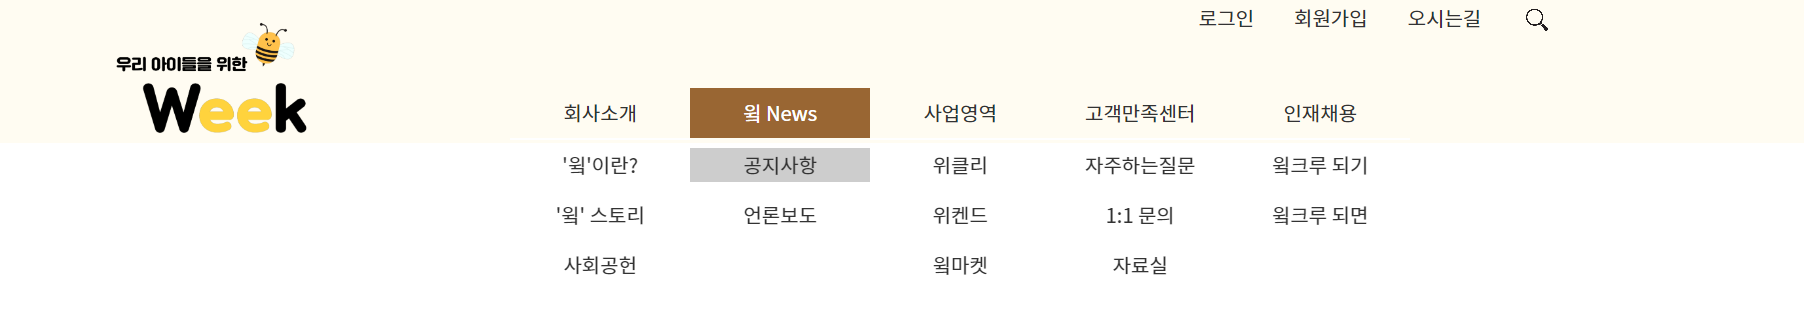 로그인 회원가입 오시는길
우리 아이들을 위한
Week
회사소개 윜 News 사업영역 고객만족센터 인재채용
'윜'이란? 공지사항 위클리 자주하는질문 윜크루 되기
'윜' 스토리 언론보도 위켄드 1:1 문의 윜크루 되면
사회공헌 윜마켓 자료실